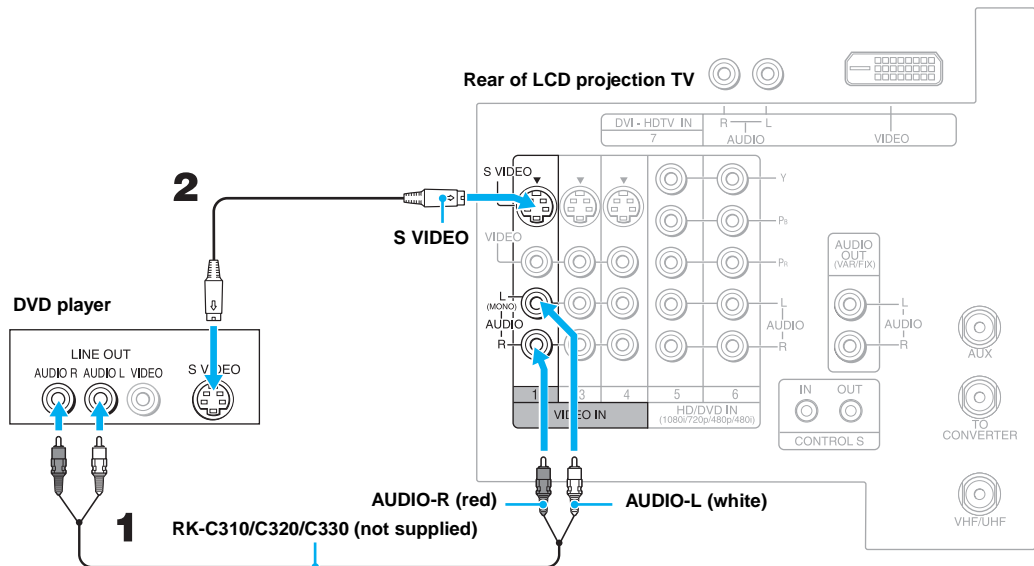 Rear of LCD projection TV
DVI - HDTV IN
7
R L
AUDIO
VIDEO
2
S VIDEO
S VIDEO
Y
PB
VIDEO
PR
AUDIO
OUT
(VAR/FIX)
DVD player
L
(MONO)
AUDIO
R
L
AUDIO
R
L
AUDIO
R
AUX
LINE OUT
AUDIO R AUDIO L VIDEO
S VIDEO
1 3 4 5 6
VIDEO IN
HD/DVD IN
(1080i/720p/480p/480i)
IN OUT
CONTROL S
TO
CONVERTER
AUDIO-R (red)
AUDIO-L (white)
1
RK-C310/C320/C330 (not supplied)
VHF/UHF